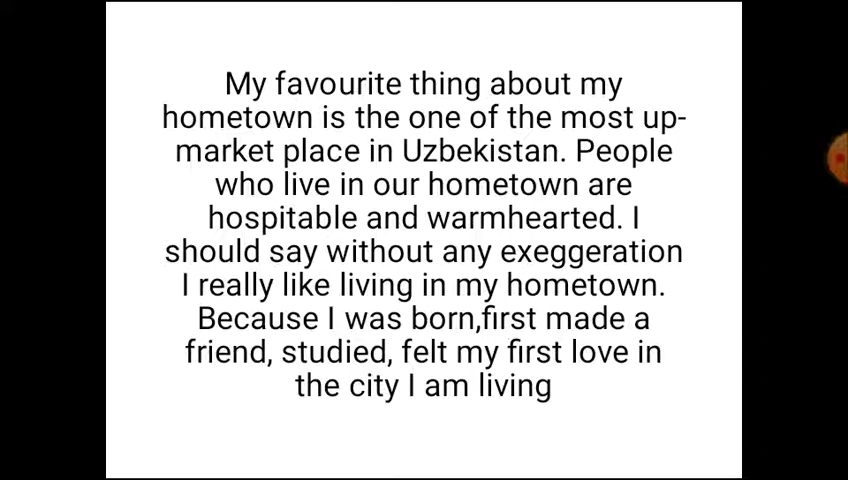 My favourite thing about my
hometown is the one of the most up-
market place in Uzbekistan. People
who live in our hometown are
hospitable and warmhearted. I
should say without any exeggeration
I really like living in my hometown.
Because I was born,first made a
friend, studied, felt my first love in
the city I am living